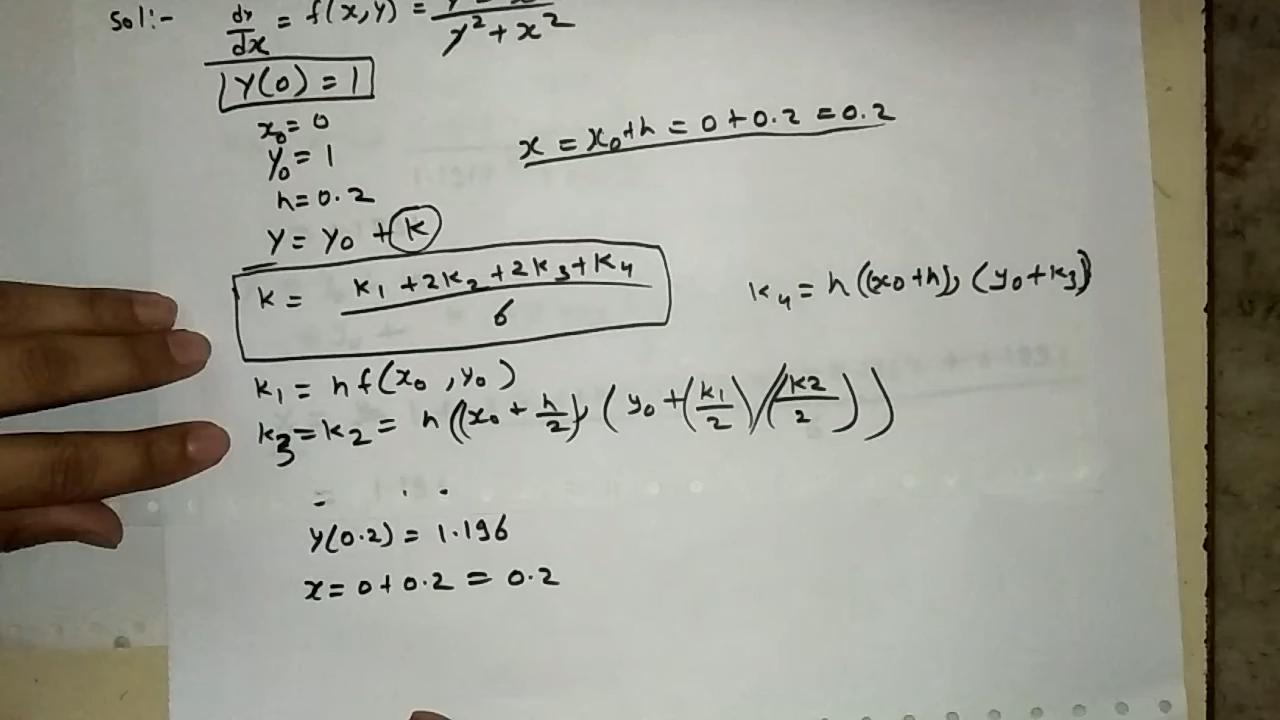 Sol:- dy/dx = f(x,y) = /y²+x²
y(0) = 1
x₀ = 0
y₀ = 1
x = x₀+h = 0+0.2 = 0.2
h = 0.2
y = y₀ + k
k = k₁ +2k₂ +2k₃+k₄ / 6
k₄ = h((x₀+h), (y₀+k₃))
k₁ = hf(x₀,y₀)
k₃ = k₂ = h((x₀ + h/2), (y₀ + (k₁/2)/(k2/2)))
= . .
y(0.2) = 1.196
x = 0+0.2 = 0.2